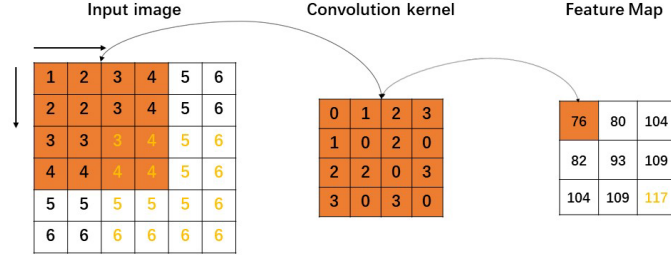 Input image
Convolution kernel
Feature Map
1 2 3 4 5 6
2 2 3 4 5 6
3 3 3 4 5 6
4 4 4 4 5 6
5 5 5 5 5 6
6 6 6 6 6 6
0 1 2 3
1 0 2 0
2 2 0 3
3 0 3 0
76 80 104
82 93 109
104 109 117